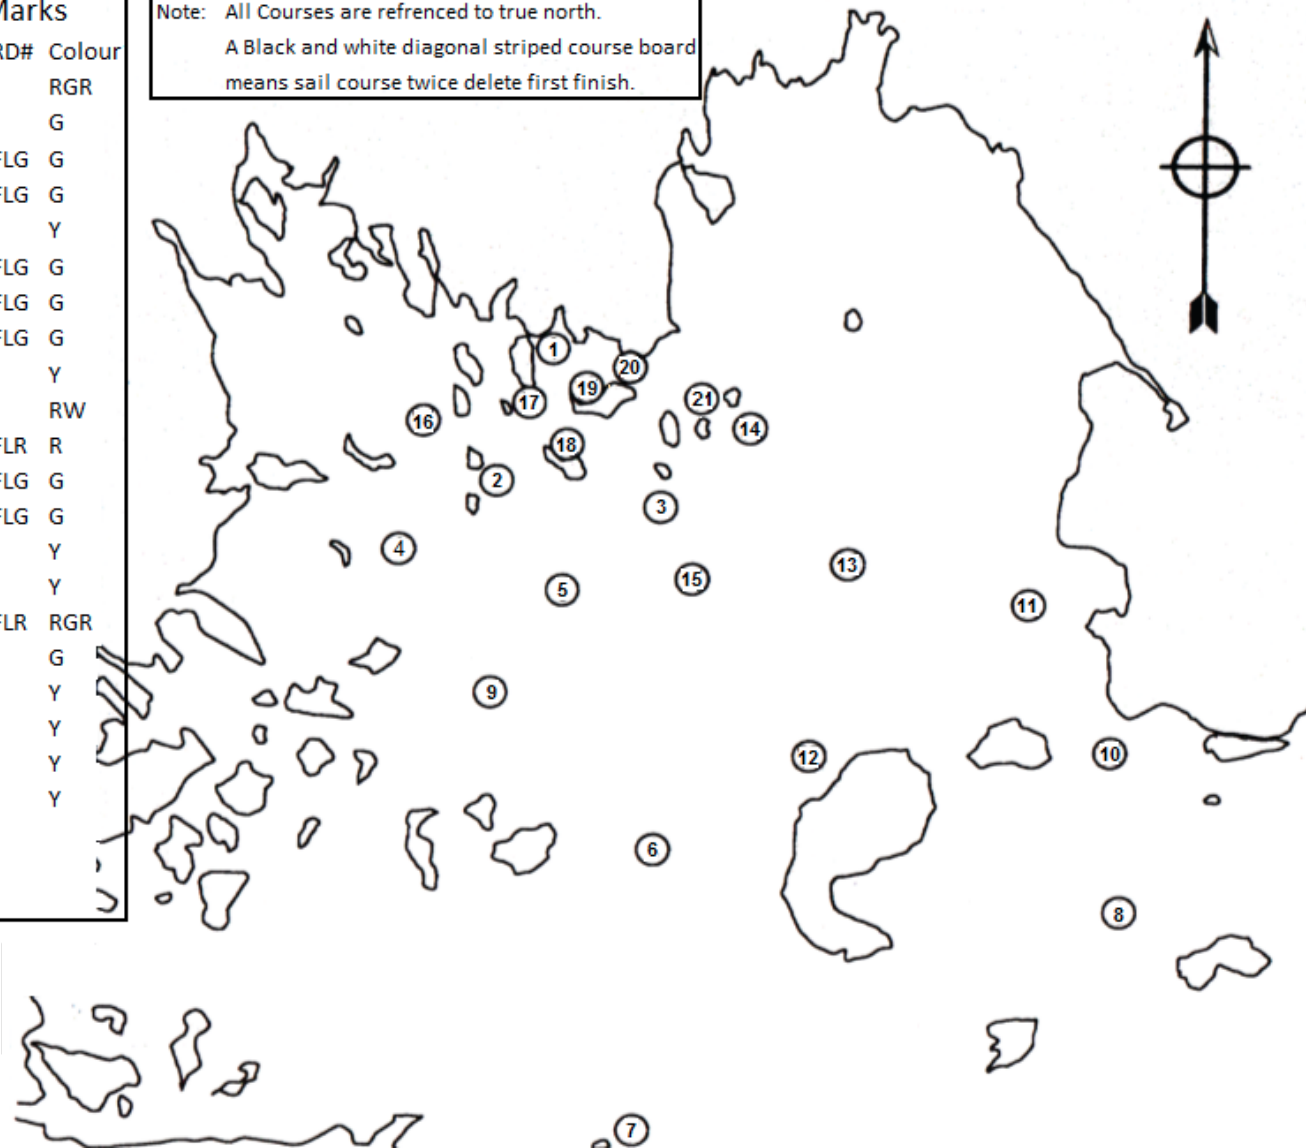 Marks
RD# Colour
RGR
G
FLG G
FLG G
Y
FLG G
FLG G
FLG G
Y
RW
FLR R
FLG G
FLG G
Y
Y
FLR RGR
G
Y
Y
Y
Y
Note: All Courses are refrenced to true north.
A Black and white diagonal striped course board
means sail course twice delete first finish.
1
20
19
17
21
16
14
18
2
3
4
13
15
5
11
9
10
12
6
8
7